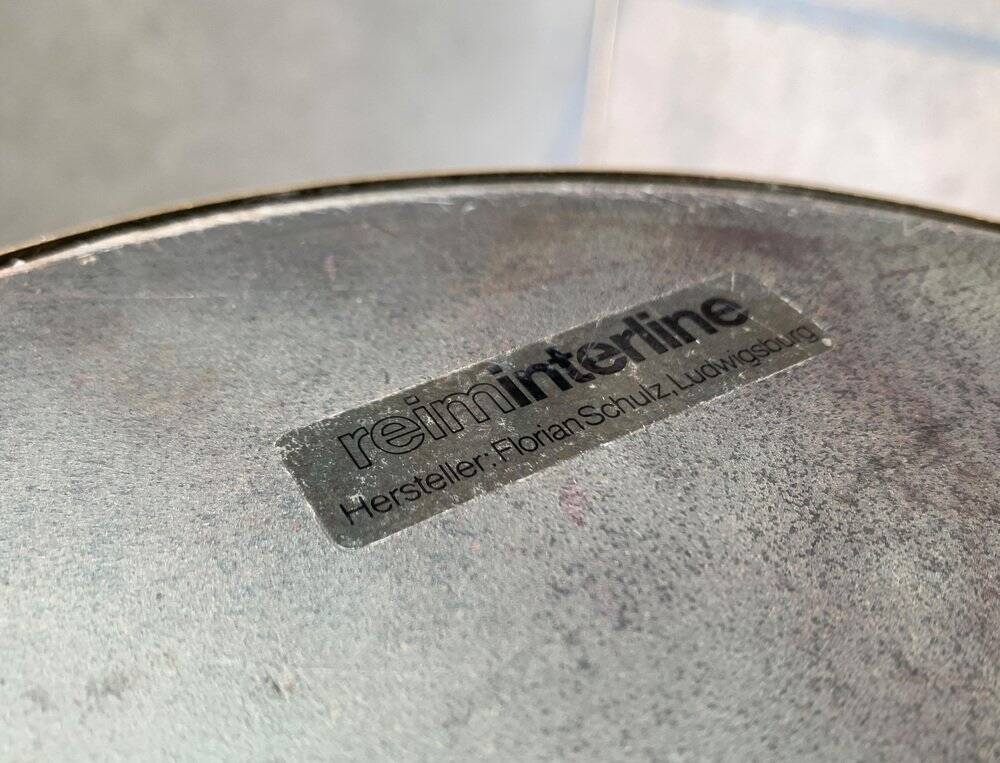 reiminterline
Hersteller: Florian Schulz, Ludwigsburg